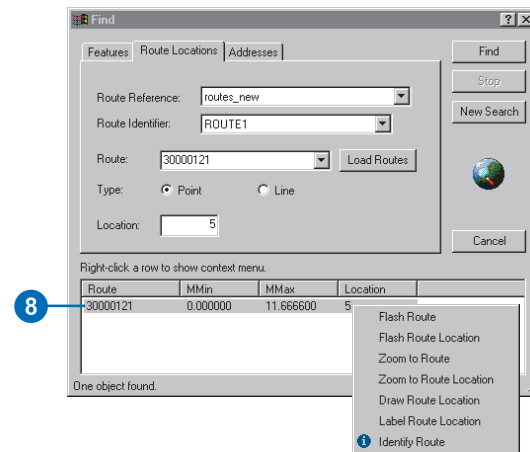 Find
Features Route Locations Addresses
Find
Stop
New Search
Cancel
Route Reference: routes_new
Route Identifier: ROUTE1
Route: 30000121 Load Routes
Type: Point Line
Location: 5
Right-click a row to show context menu.
Route MMin MMax Location
8
30000121 0.000000 11.666600 5
One object found.
Flash Route
Flash Route Location
Zoom to Route
Zoom to Route Location
Draw Route Location
Label Route Location
Identify Route